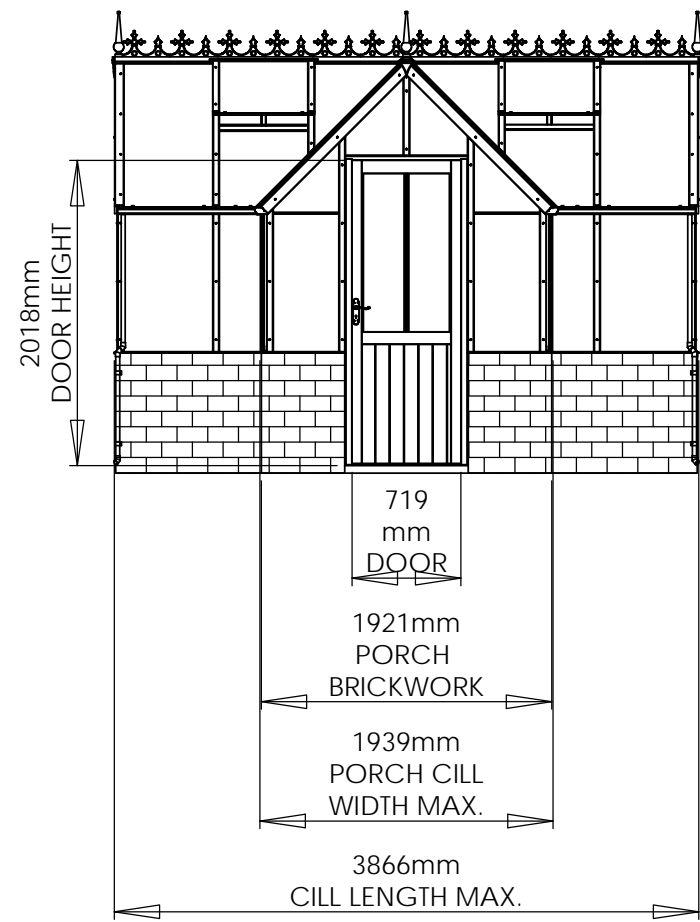 2018mm
DOOR HEIGHT
719
mm
DOOR
1921mm
PORCH
BRICKWORK
1939mm
PORCH CILL
WIDTH MAX.
3866mm
CILL LENGTH MAX.